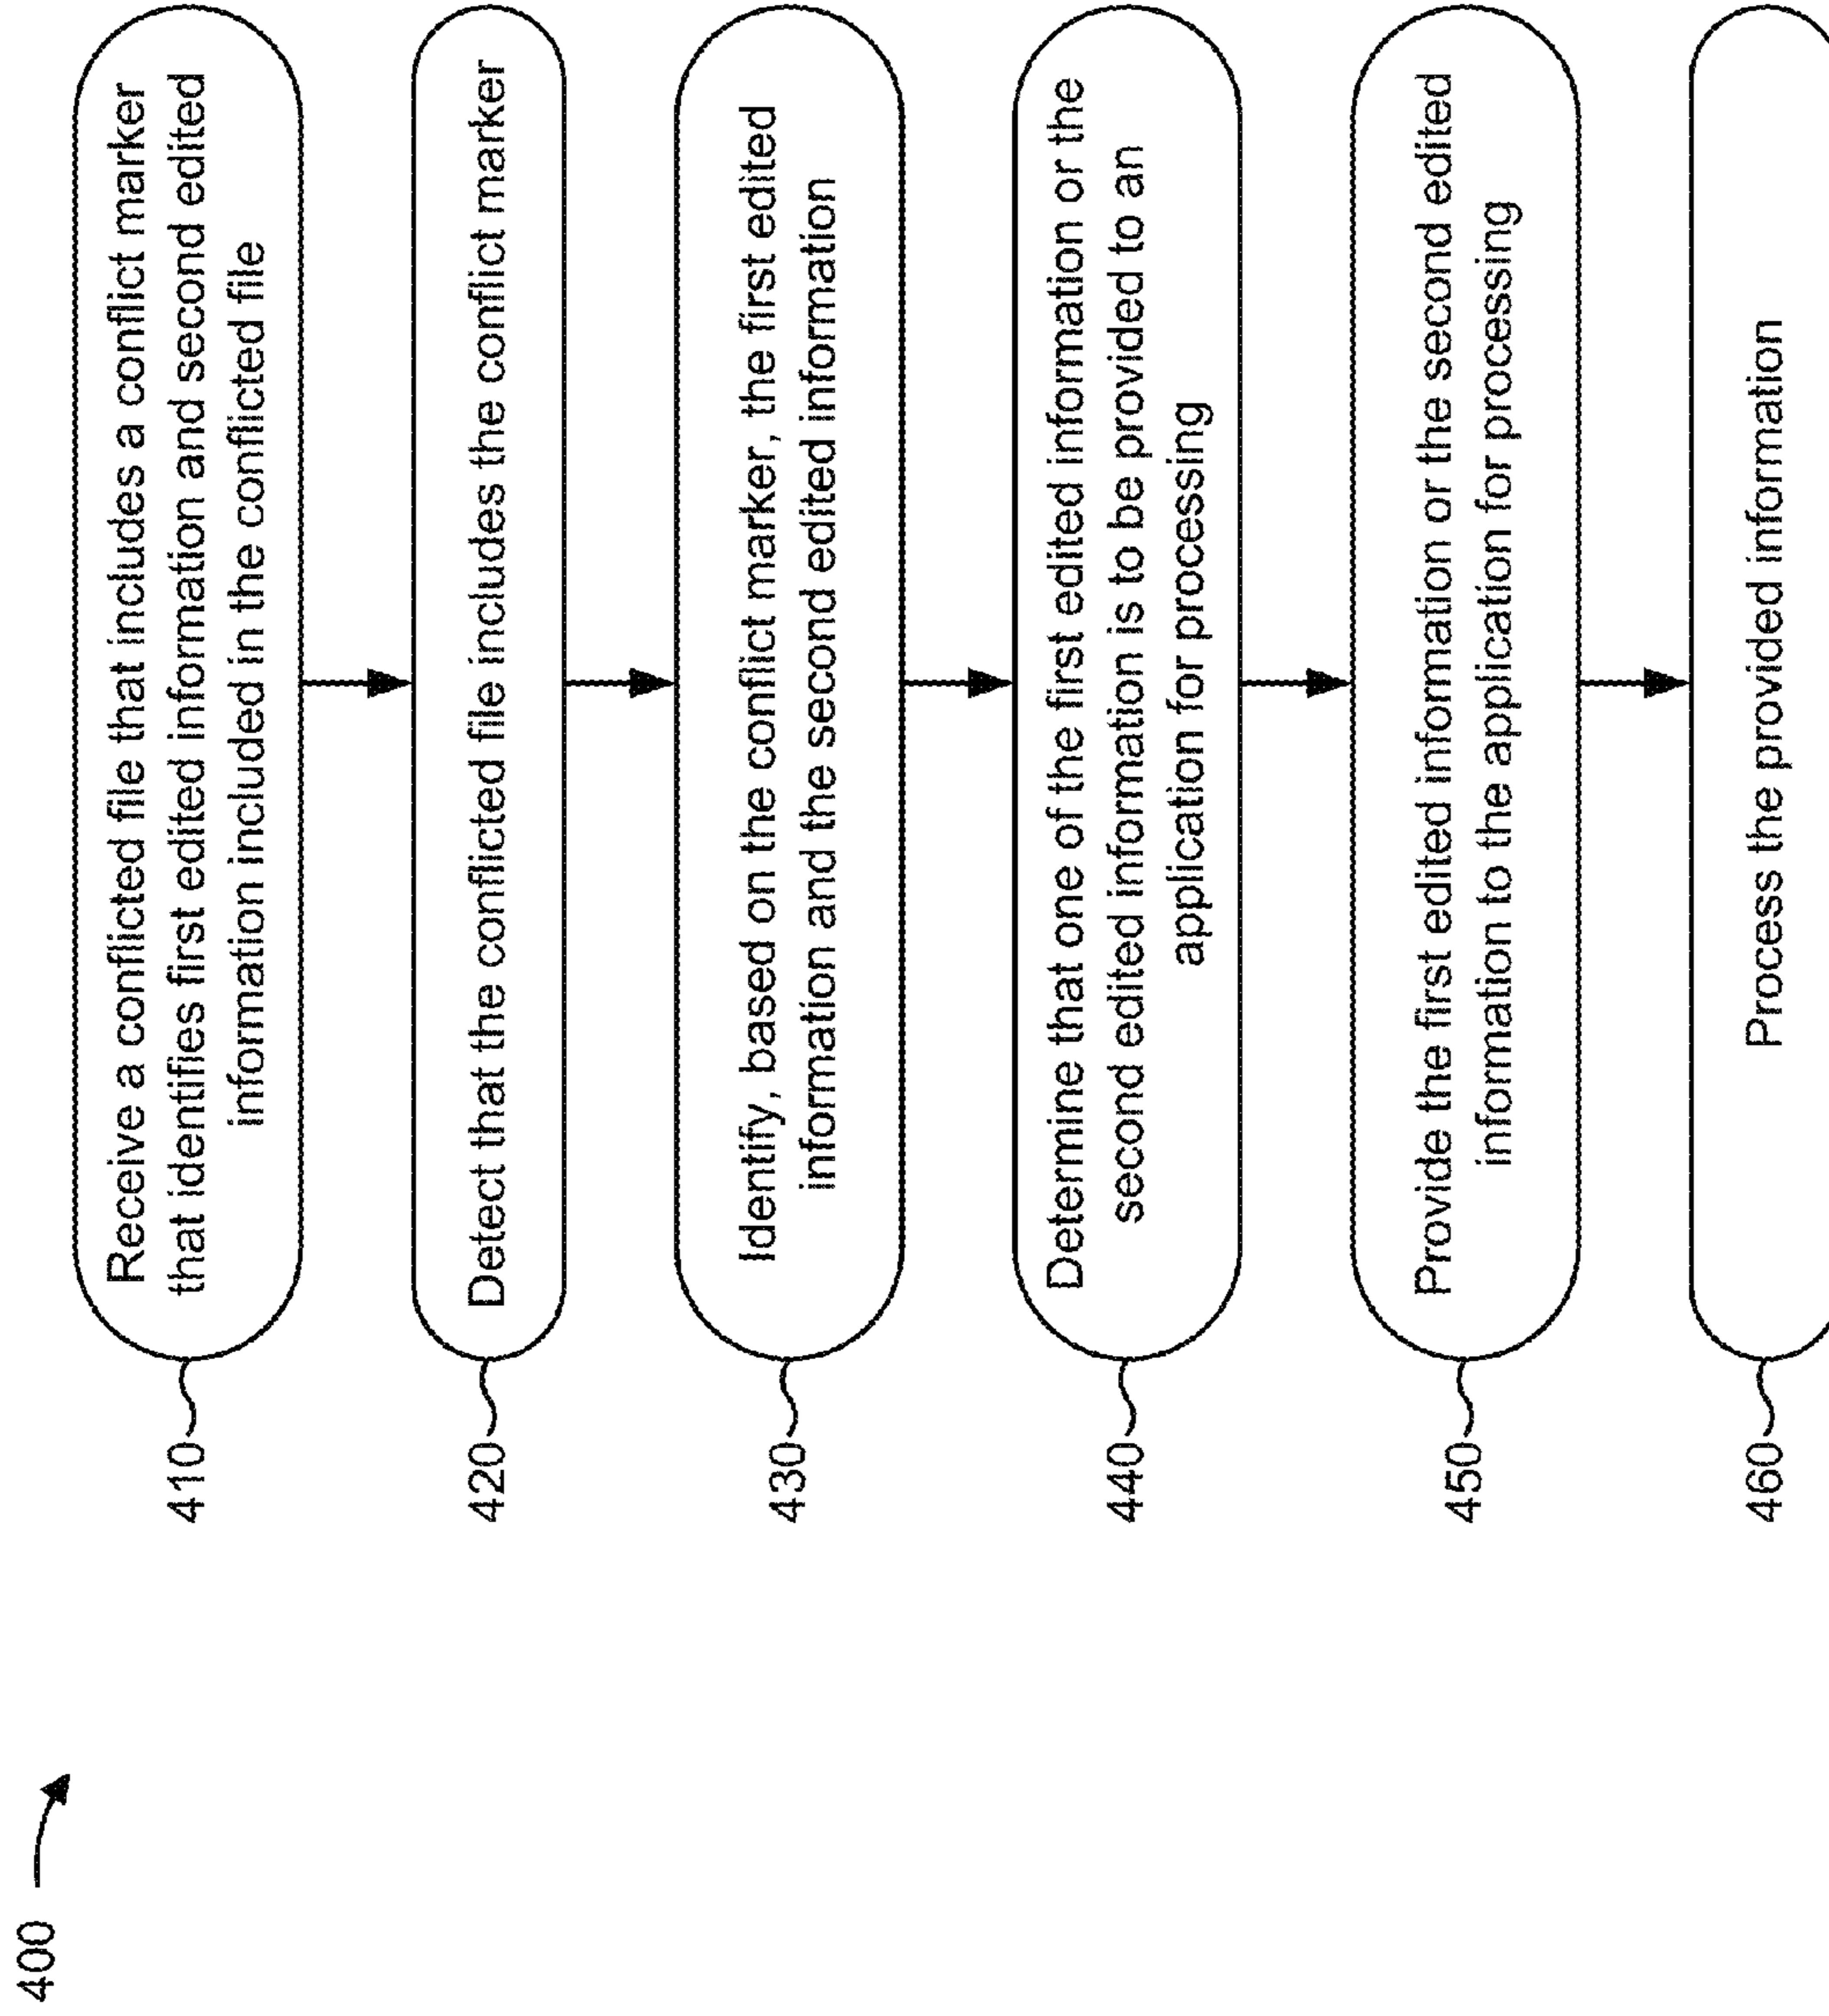 400
410
Receive a conflicted file that includes a conflict marker
that identifies first edited information and second edited
information included in the conflicted file
420
Detect that the conflicted file includes the conflict marker
430
Identify, based on the conflict marker, the first edited
information and the second edited information
440
Determine that one of the first edited information or the
second edited information is to be provided to an
application for processing
450
Provide the first edited information or the second edited
information to the application for processing
460
Process the provided information